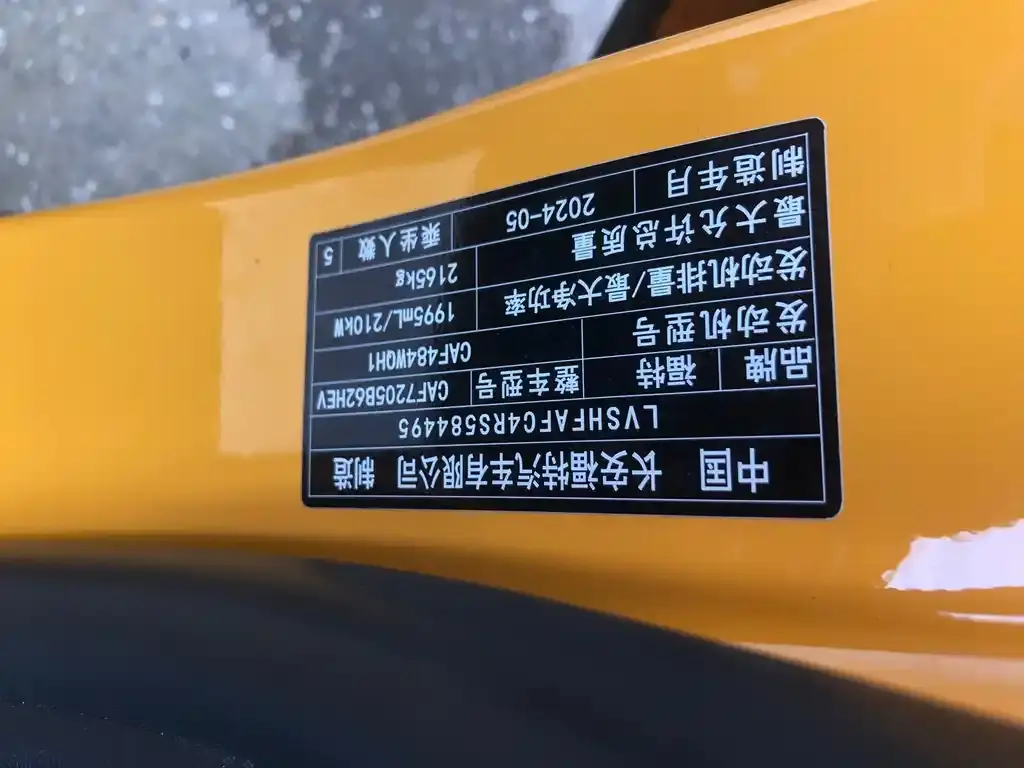 中国 长安福特汽车有限公司 制造
LVSHFAFC4RS584495
品牌 福特 整车型号 CAF7205B62HEV
发动机型号 CAF484WQH1
发动机排量/最大净功率 1995mL/210kW
最大允许总质量 2165kg
制造年月 2024-05 乘坐人数 5